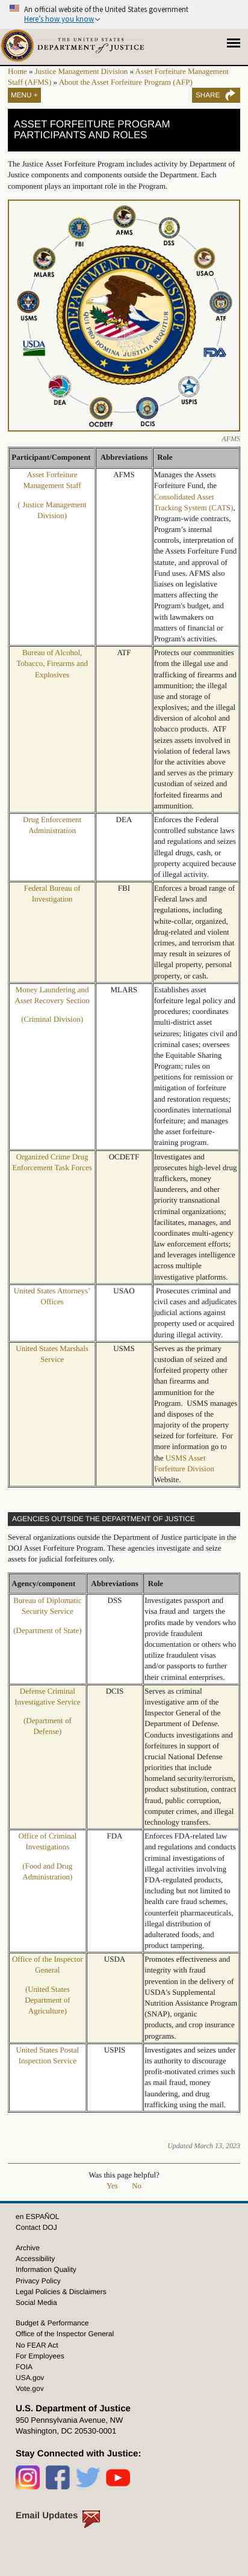 An official website of the United States government
Here's how you know
THE UNITED STATES
DEPARTMENT of JUSTICE
Home » Justice Management Division » Asset Forfeiture Management
Staff (AFMS) » About the Asset Forfeiture Program (AFP)
MENU +
SHARE
ASSET FORFEITURE PROGRAM
PARTICIPANTS AND ROLES
The Justice Asset Forfeiture Program includes activity by Department of
Justice components and components outside the Department. Each
component plays an important role in the Program.
AFMS
FBI
DSS
MLARS
USAO
USMS
ATF
USDA
FDA
DEA
USPIS
OCDETF
DCIS
AFMS
Participant/Component
Abbreviations
Role
Asset Forfeiture
Management Staff
( Justice Management
Division)
AFMS
Manages the Assets
Forfeiture Fund, the
Consolidated Asset
Tracking System (CATS),
Program-wide contracts,
Program's internal
controls, interpretation of
the Assets Forfeiture Fund
statute, and approval of
Fund uses. AFMS also
liaises on legislative
matters affecting the
Program's budget, and
with lawmakers on
matters of financial or
Program's activities.
Bureau of Alcohol,
Tobacco, Firearms and
Explosives
ATF
Protects our communities
from the illegal use and
trafficking of firearms and
ammunition; the illegal
use and storage of
explosives; and the illegal
diversion of alcohol and
tobacco products.  ATF
seizes assets involved in
violation of federal laws
for the activities above
and serves as the primary
custodian of seized and
forfeited firearms and
ammunition.
Drug Enforcement
Administration
DEA
Enforces the Federal
controlled substance laws
and regulations and seizes
illegal drugs, cash, or
property acquired because
of illegal activity.
Federal Bureau of
Investigation
FBI
Enforces a broad range of
Federal laws and
regulations, including
white-collar, organized,
drug-related and violent
crimes, and terrorism that
may result in seizures of
illegal property, personal
property, or cash.
Money Laundering and
Asset Recovery Section
(Criminal Division)
MLARS
Establishes asset
forfeiture legal policy and
procedures; coordinates
multi-district asset
seizures; litigates civil and
criminal cases; oversees
the Equitable Sharing
Program; rules on
petitions for remission or
mitigation of forfeiture
and restoration requests;
coordinates international
forfeiture; and manages
the asset forfeiture-
training program.
Organized Crime Drug
Enforcement Task Forces
OCDETF
Investigates and
prosecutes high-level drug
traffickers, money
launderers, and other
priority transnational
criminal organizations;
facilitates, manages, and
coordinates multi-agency
law enforcement efforts;
and leverages intelligence
across multiple
investigative platforms.
United States Attorneys'
Offices
USAO
Prosecutes criminal and
civil cases and adjudicates
judicial actions against
property used or acquired
during illegal activity.
United States Marshals
Service
USMS
Serves as the primary
custodian of seized and
forfeited property other
than firearms and
ammunition for the
Program.  USMS manages
and disposes of the
majority of the property
seized for forfeiture.  For
more information go to
the USMS Asset
Forfeiture Division
Website.
AGENCIES OUTSIDE THE DEPARTMENT OF JUSTICE
Several organizations outside the Department of Justice participate in the
DOJ Asset Forfeiture Program. These agencies investigate and seize
assets for judicial forfeitures only.
Agency/component
Abbreviations
Role
Bureau of Diplomatic
Security Service
(Department of State)
DSS
Investigates passport and
visa fraud and  targets the
profits made by vendors who
provide fraudulent
documentation or others who
utilize fraudulent visas
and/or passports to further
their criminal enterprises.
Defense Criminal
Investigative Service
(Department of
Defense)
DCIS
Serves as criminal
investigative arm of the
Inspector General of the
Department of Defense.
Conducts investigations and
forfeitures in support of
crucial National Defense
priorities that include
homeland security/terrorism,
product substitution, contract
fraud, public corruption,
computer crimes, and illegal
technology transfers.
Office of Criminal
Investigations
(Food and Drug
Administration)
FDA
Enforces FDA-related law
and regulations and conducts
criminal investigations of
illegal activities involving
FDA-regulated products,
including but not limited to
health care fraud schemes,
counterfeit pharmaceuticals,
illegal distribution of
adulterated foods, and
product tampering.
Office of the Inspector
General
(United States
Department of
Agriculture)
USDA
Promotes effectiveness and
integrity with fraud
prevention in the delivery of
USDA's Supplemental
Nutrition Assistance Program
(SNAP), organic
products, and crop insurance
programs.
United States Postal
Inspection Service
USPIS
Investigates and seizes under
its authority to discourage
profit-motivated crimes such
as mail fraud, money
laundering, and drug
trafficking using the mail.
Updated March 13, 2023
Was this page helpful?
Yes No
en ESPAÑOL
Contact DOJ
Archive
Accessibility
Information Quality
Privacy Policy
Legal Policies & Disclaimers
Social Media
Budget & Performance
Office of the Inspector General
No FEAR Act
For Employees
FOIA
USA.gov
Vote.gov
U.S. Department of Justice
950 Pennsylvania Avenue, NW
Washington, DC 20530-0001
Stay Connected with Justice:
Email Updates